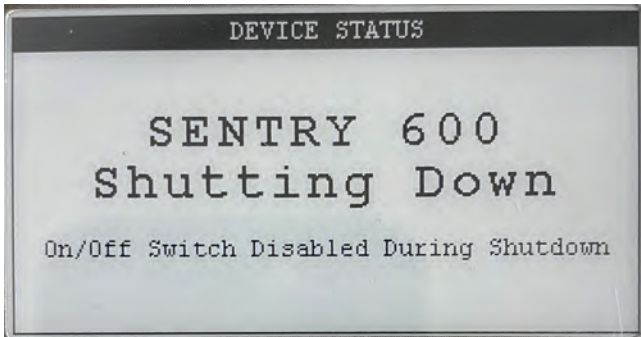 DEVICE STATUS
SENTRY 600
Shutting Down
On/Off Switch Disabled During Shutdown